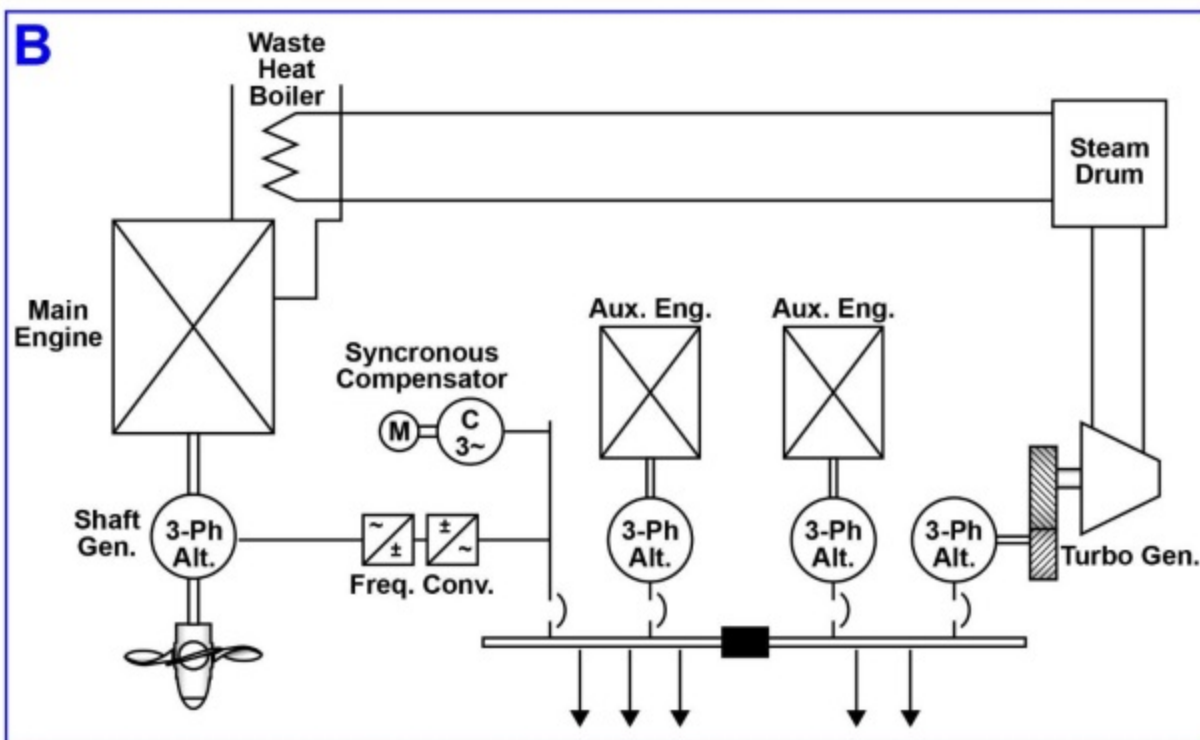 B
Waste
Heat
Boiler
Steam
Drum
Main
Engine
Aux. Eng.
Aux. Eng.
Syncronous
Compensator
M
C
3~
Shaft
Gen.
3-Ph
Alt.
~
±
±
~
Freq. Conv.
3-Ph
Alt.
3-Ph
Alt.
3-Ph
Alt.
Turbo Gen.